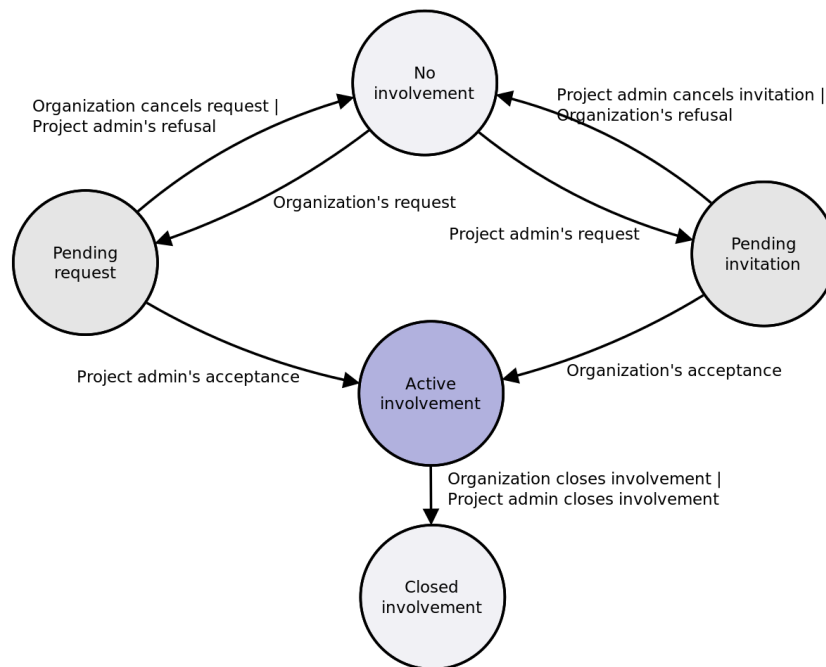 No
involvement
Organization cancels request |
Project admin's refusal
Project admin cancels invitation |
Organization's refusal
Organization's request
Project admin's request
Pending
request
Pending
invitation
Project admin's acceptance
Organization's acceptance
Active
involvement
Organization closes involvement |
Project admin closes involvement
Closed
involvement